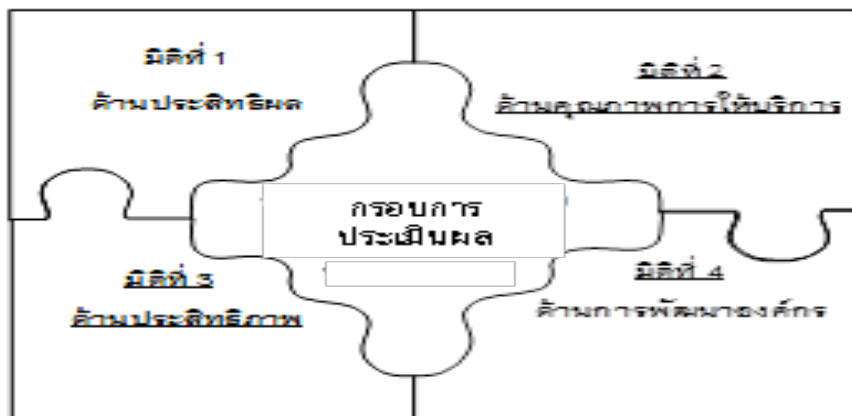 มิติที่ 1
ด้านประสิทธิผล
มิติที่ 2
ด้านคุณภาพการให้บริการ
กรอบการ
ประเมินผล
มิติที่ 3
ด้านประสิทธิภาพ
มิติที่ 4
ด้านการพัฒนาองค์กร